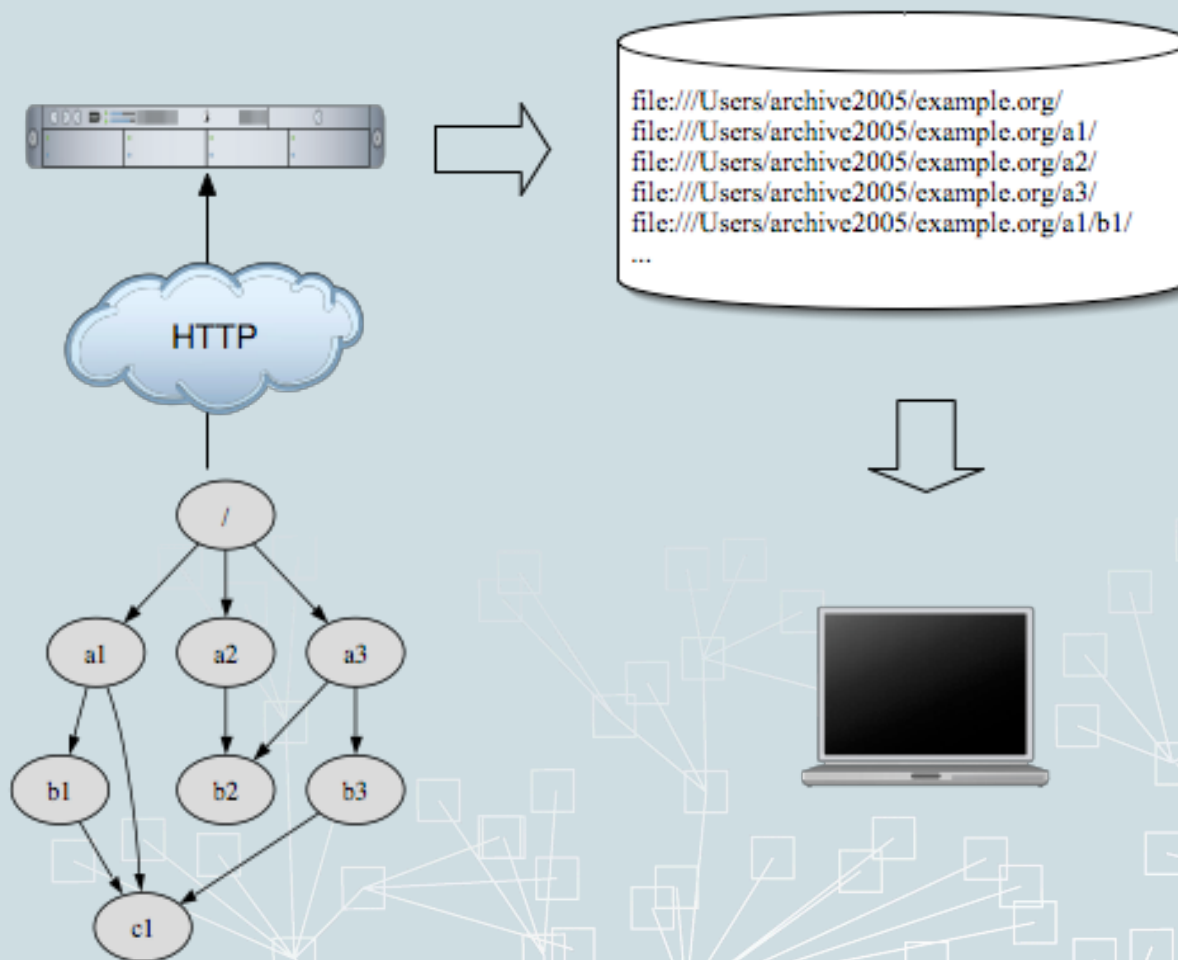 file:///Users/archive2005/example.org/
file:///Users/archive2005/example.org/a1/
file:///Users/archive2005/example.org/a2/
file:///Users/archive2005/example.org/a3/
file:///Users/archive2005/example.org/a1/b1/
...
HTTP
/
a1 a2 a3
b1 b2 b3
c1